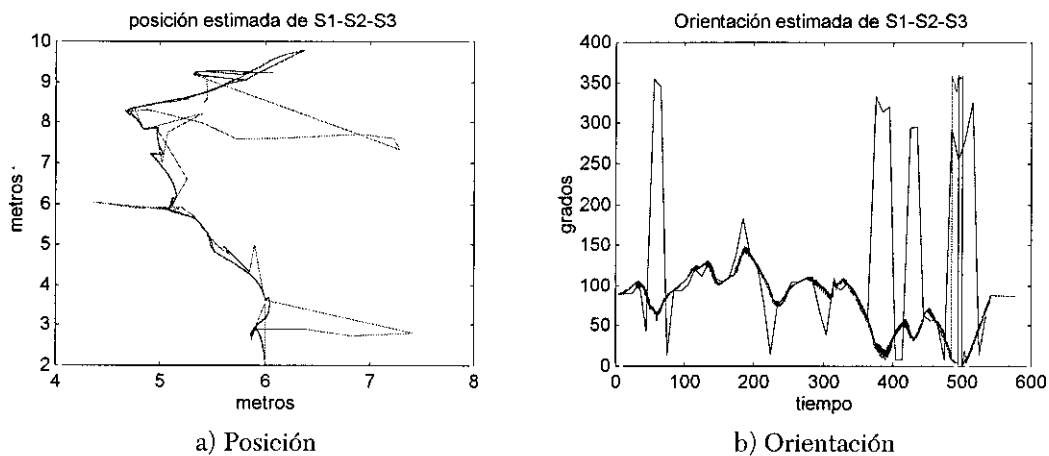 posición estimada de S1-S2-S3
10
9
8
7
6
5
4
3
2
metros
4 5 6 7 8
metros
a) Posición
Orientación estimada de S1-S2-S3
400
350
300
250
200
150
100
50
0
grados
0 100 200 300 400 500 600
tiempo
b) Orientación